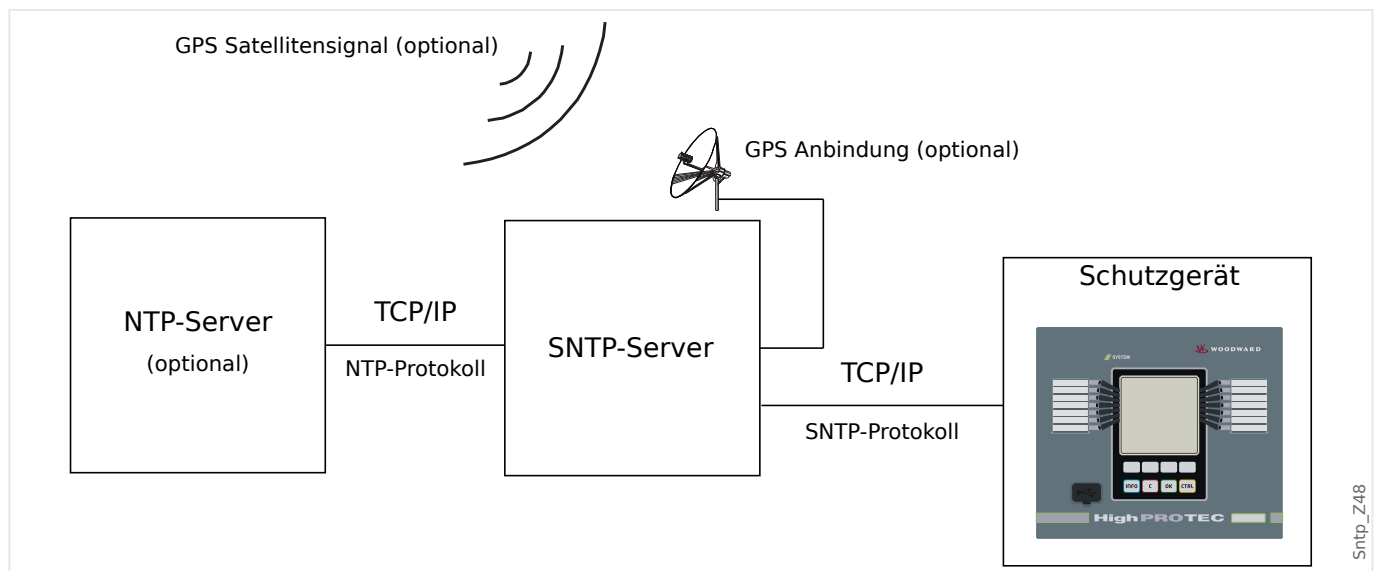 GPS Satellitensignal (optional)
GPS Anbindung (optional)
NTP-Server
(optional)
TCP/IP
NTP-Protokoll
SNTP-Server
TCP/IP
SNTP-Protokoll
Schutzgerät
WOODWARD
SYSTEM
INFO C OK CTRL
HighPROTEC
Sntp_Z48